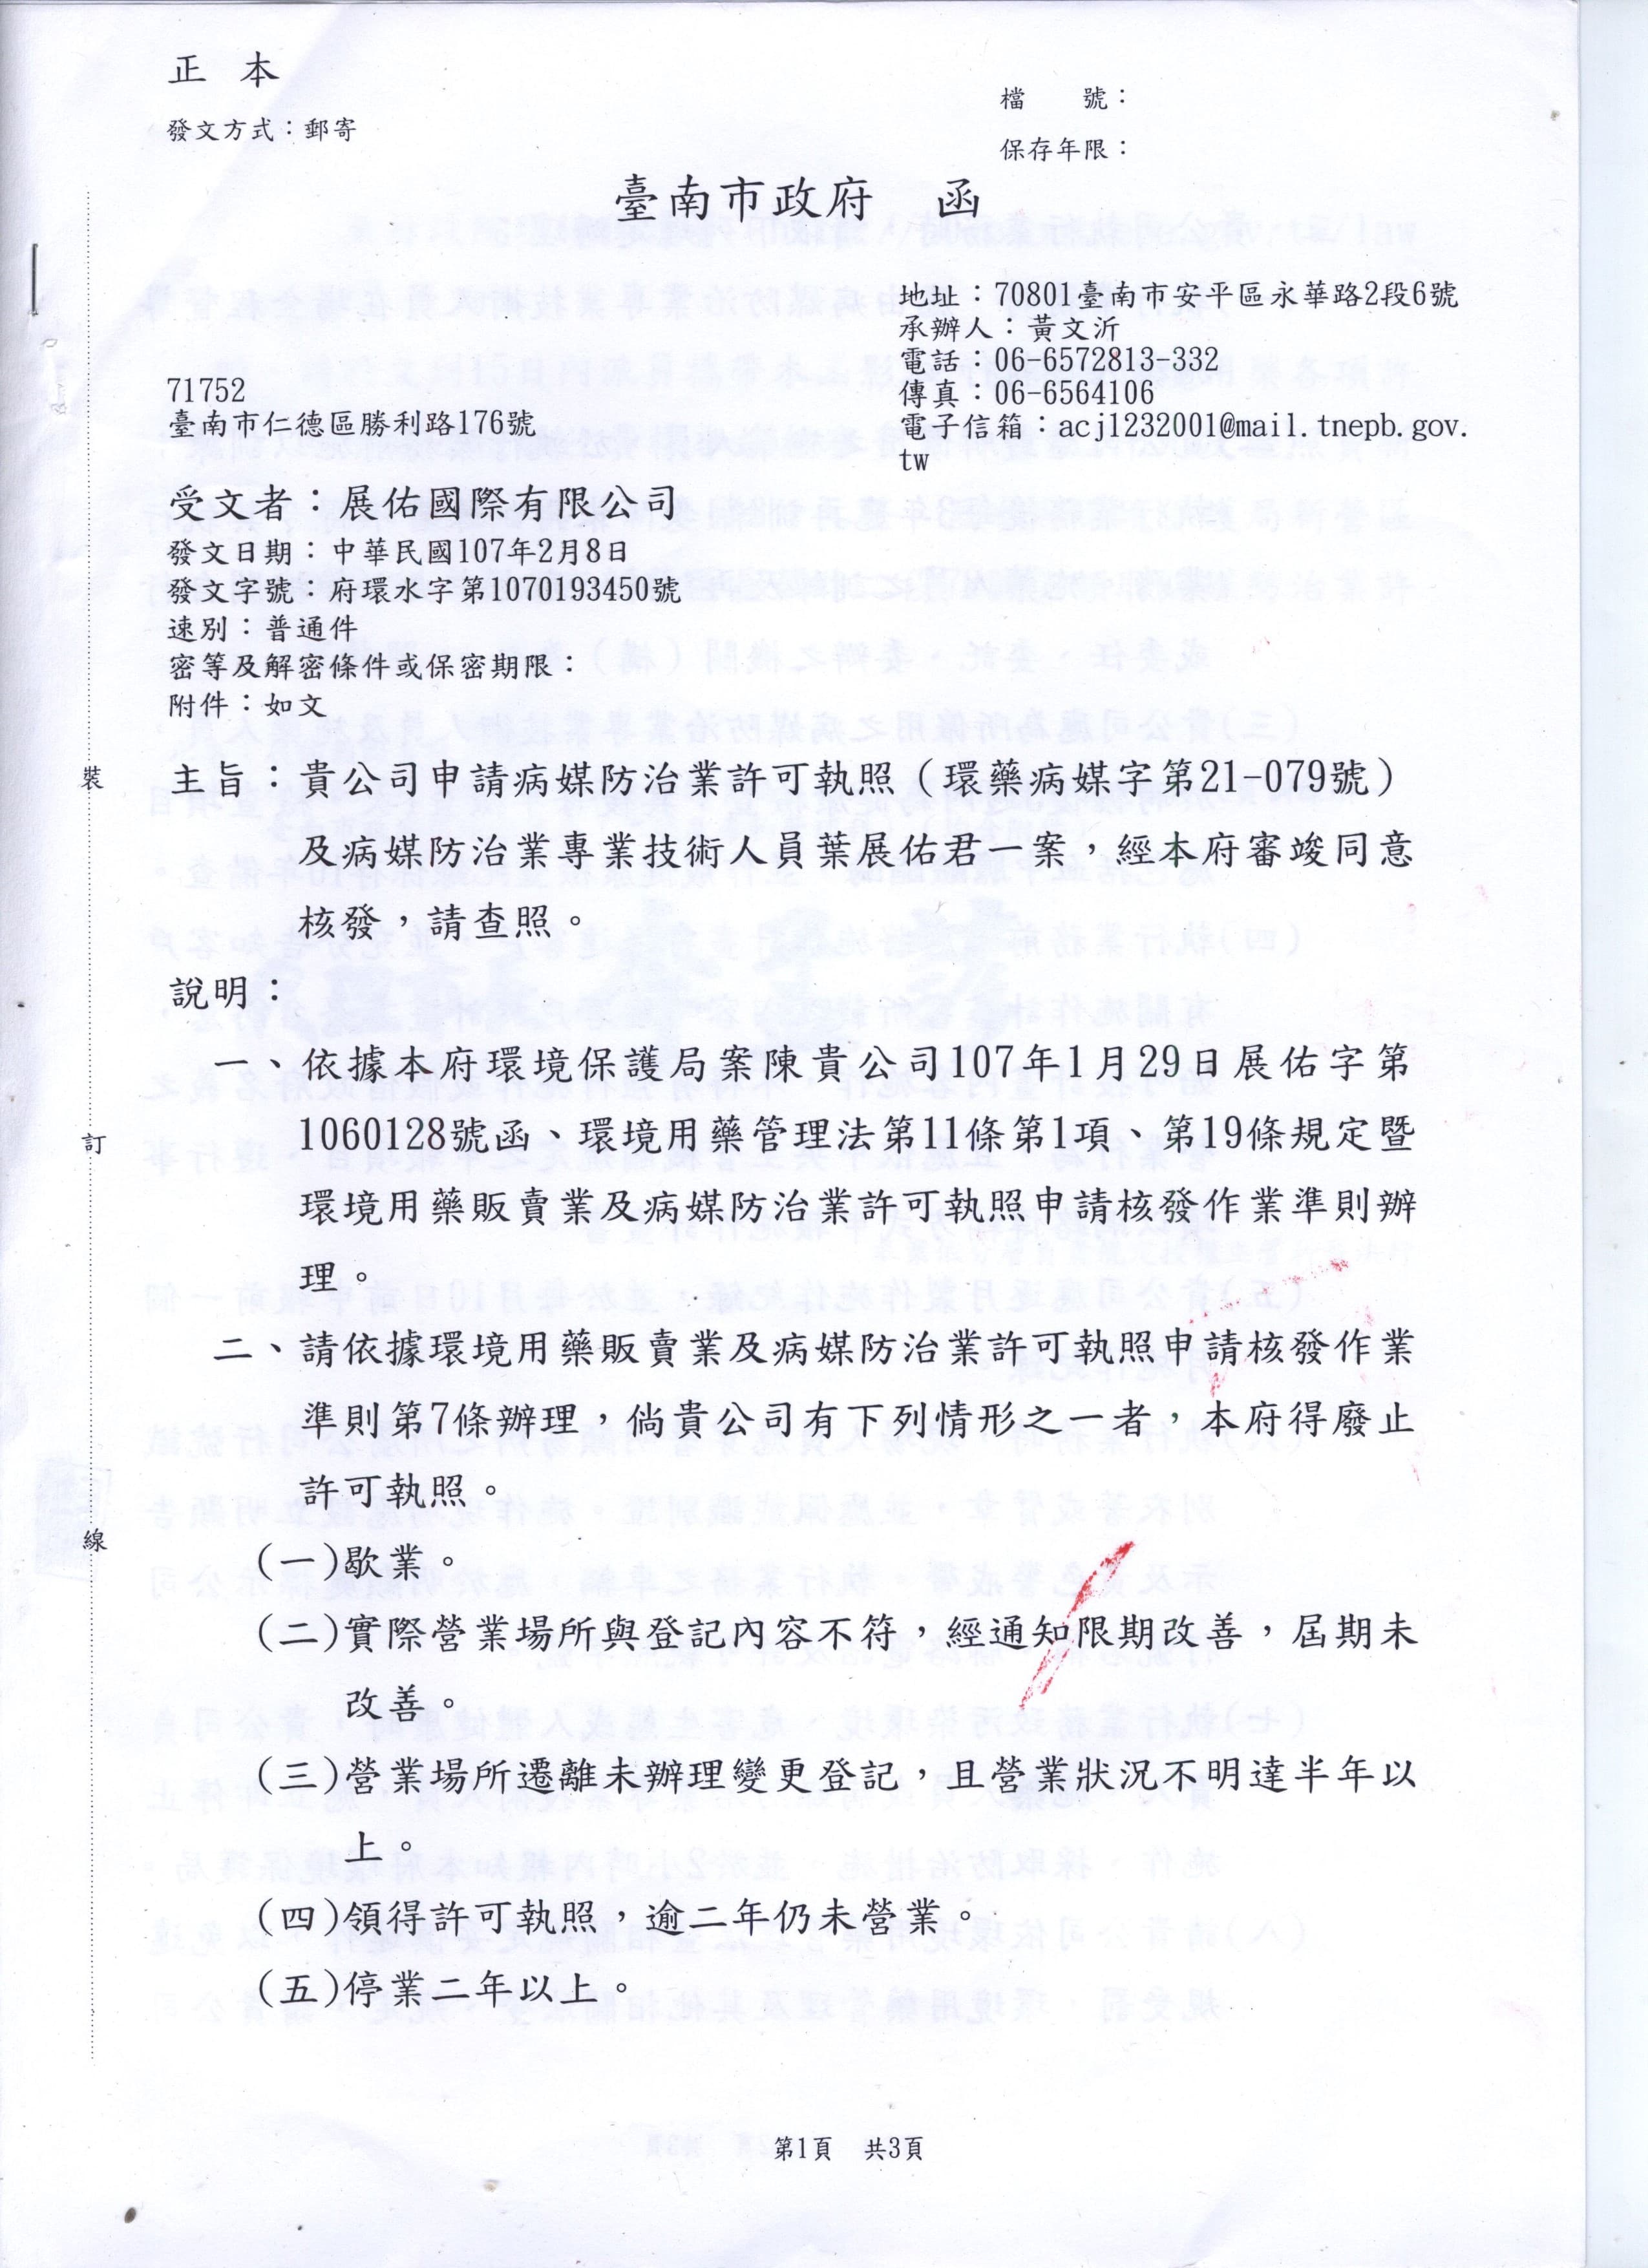 正本
發文方式：郵寄
檔　　號：
保存年限：
臺南市政府　函
地址：70801臺南市安平區永華路2段6號
承辦人：黃文沂
電話：06-6572813-332
傳真：06-6564106
電子信箱：acj1232001@mail.tnepb.gov.
tw
71752
臺南市仁德區勝利路176號
受文者：展佑國際有限公司
發文日期：中華民國107年2月8日
發文字號：府環水字第1070193450號
速別：普通件
密等及解密條件或保密期限：
附件：如文
主旨：貴公司申請病媒防治業許可執照（環藥病媒字第21-079號）
及病媒防治業專業技術人員葉展佑君一案，經本府審竣同意
核發，請查照。
說明：
一、依據本府環境保護局案陳貴公司107年1月29日展佑字第
1060128號函、環境用藥管理法第11條第1項、第19條規定暨
環境用藥販賣業及病媒防治業許可執照申請核發作業準則辦
理。
二、請依據環境用藥販賣業及病媒防治業許可執照申請核發作業
準則第7條辦理，倘貴公司有下列情形之一者，本府得廢止
許可執照。
(一)歇業。
(二)實際營業場所與登記內容不符，經通知限期改善，屆期未
改善。
(三)營業場所遷離未辦理變更登記，且營業狀況不明達半年以
上。
(四)領得許可執照，逾二年仍未營業。
(五)停業二年以上。
裝
訂
線
第1頁　共3頁